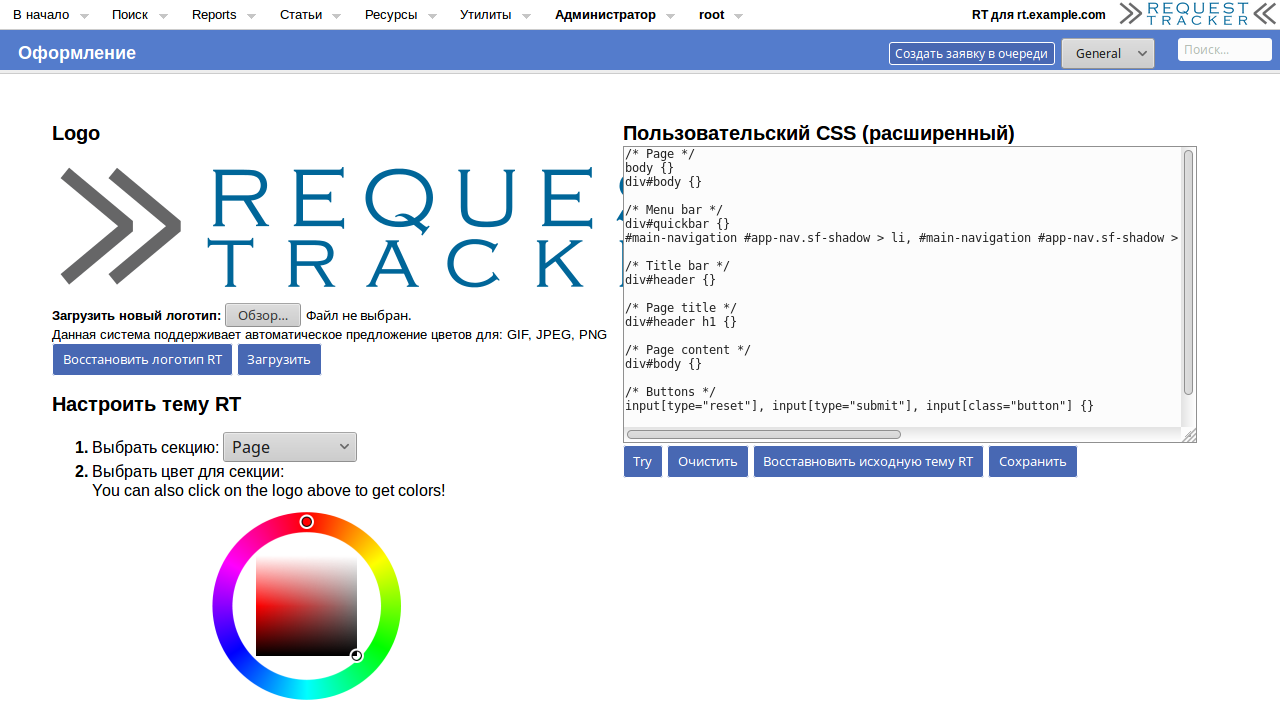 В начало Поиск Reports Статьи Ресурсы Утилиты Администратор root RT для rt.example.com REQUEST TRACKER
Оформление Создать заявку в очереди General Поиск...
Logo
REQUE
TRACK
Загрузить новый логотип: Обзор... Файл не выбран.
Данная система поддерживает автоматическое предложение цветов для: GIF, JPEG, PNG
Восстановить логотип RT Загрузить
Настроить тему RT
1. Выбрать секцию: Page
2. Выбрать цвет для секции:
You can also click on the logo above to get colors!
Пользовательский CSS (расширенный)
/* Page */
body {}
div#body {}
/* Menu bar */
div#quickbar {}
#main-navigation #app-nav.sf-shadow > li, #main-navigation #app-nav.sf-shadow >
/* Title bar */
div#header {}
/* Page title */
div#header h1 {}
/* Page content */
div#body {}
/* Buttons */
input[type="reset"], input[type="submit"], input[class="button"] {}
Try Очистить Восставновить исходную тему RT Сохранить